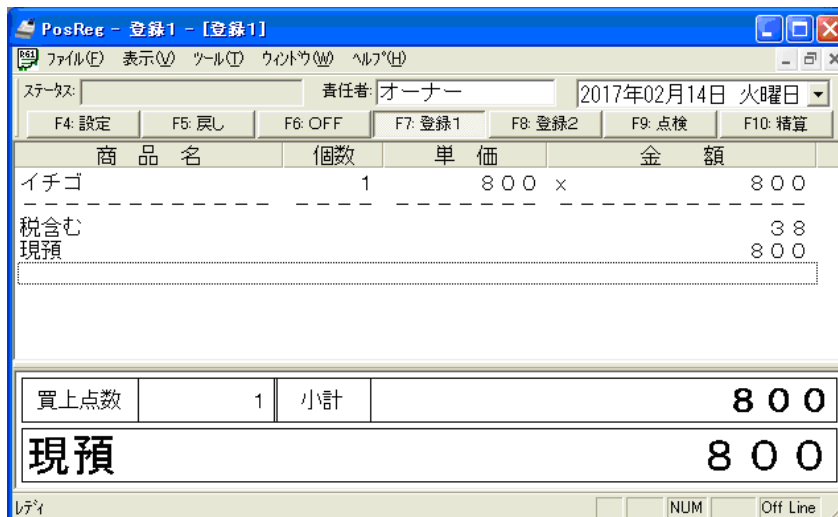 PosReg - 登録1 - [登録1]
ファイル(F) 表示(V) ツール(T) ウィンドウ(W) ヘルプ(H)
ステータス: 責任者: オーナー 2017年02月14日 火曜日
F4: 設定 F5: 戻し F6: OFF F7: 登録1 F8: 登録2 F9: 点検 F10: 精算
商品名 個数 単価 金額
イチゴ 1 800 x 800
税含む 38
現預 800
買上点数 1 小計 800
現預 800
レディ NUM Off Line